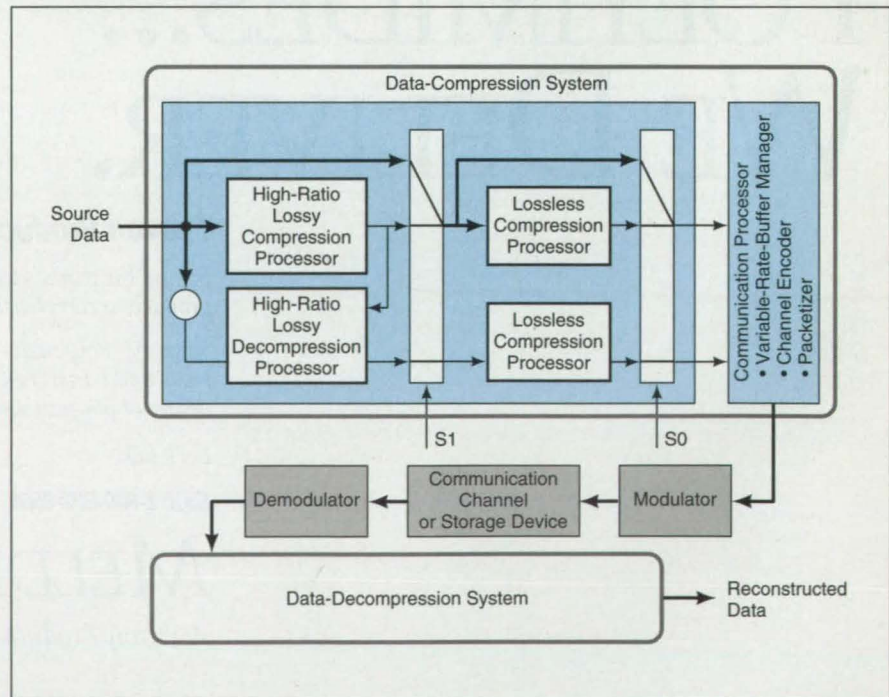 Data-Compression System
Source
Data
High-Ratio
Lossy
Compression
Processor
High-Ratio
Lossy
Decompression
Processor
Lossless
Compression
Processor
Lossless
Compression
Processor
Communication Processor
• Variable-Rate-Buffer Manager
• Channel Encoder
• Packetizer
S1
S0
Demodulator
Communication
Channel
or Storage Device
Modulator
Data-Decompression System
Reconstructed
Data